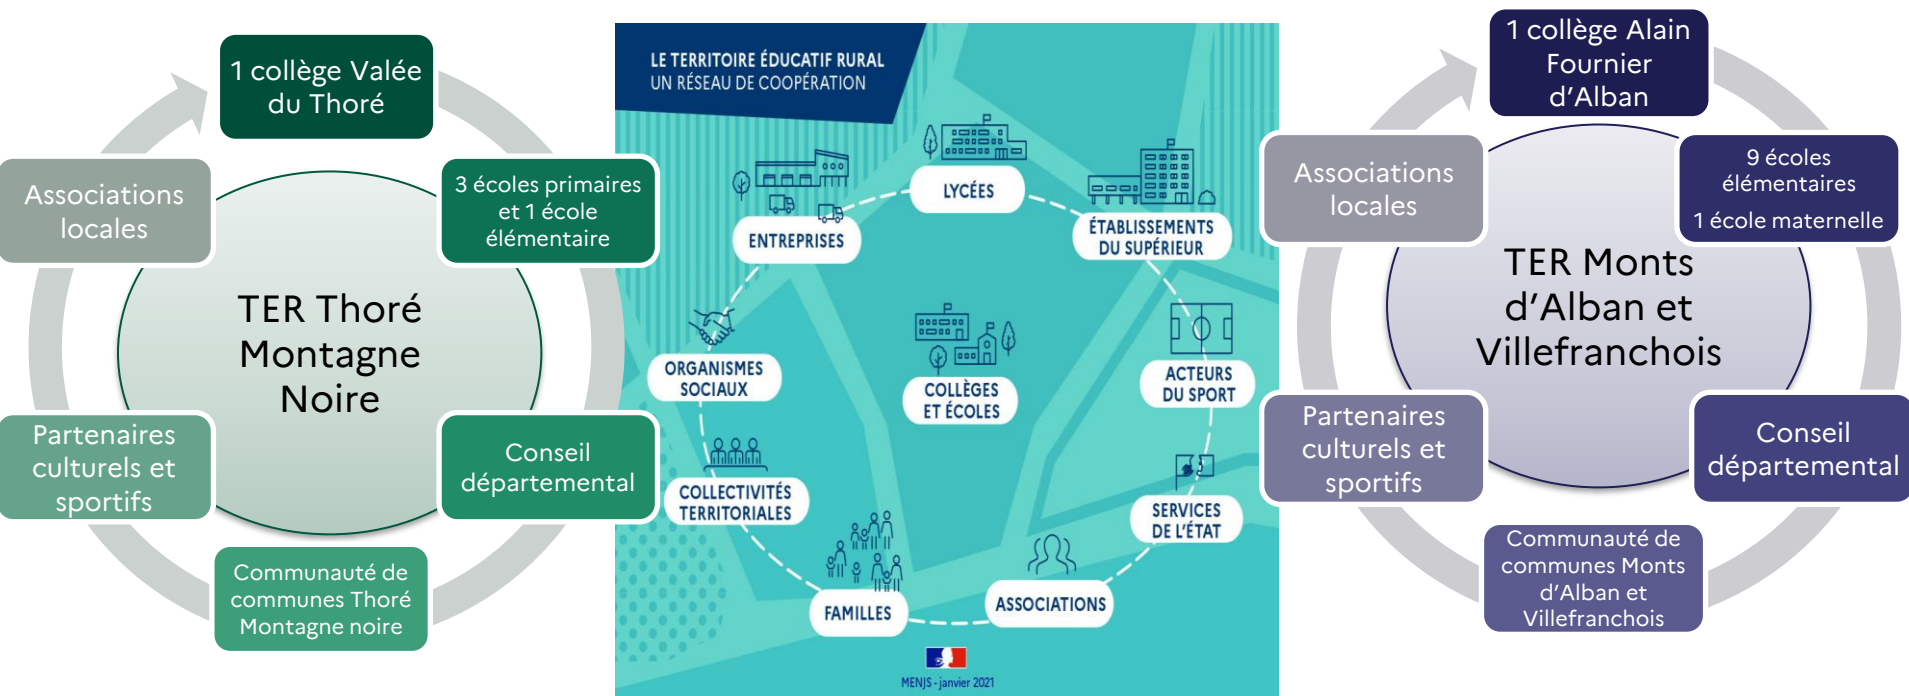 1 collège Valée
du Thoré
3 écoles primaires
et 1 école
élémentaire
Conseil
départemental
Communauté de
communes Thoré
Montagne noire
Partenaires
culturels et
sportifs
Associations
locales
TER Thoré
Montagne
Noire
LE TERRITOIRE ÉDUCATIF RURAL
UN RÉSEAU DE COOPÉRATION
LYCÉES
ÉTABLISSEMENTS
DU SUPÉRIEUR
ACTEURS
DU SPORT
SERVICES
DE L'ÉTAT
ASSOCIATIONS
FAMILLES
COLLECTIVITÉS
TERRITORIALES
ORGANISMES
SOCIAUX
ENTREPRISES
COLLÈGES
ET ÉCOLES
MENJS - janvier 2021
1 collège Alain
Fournier
d’Alban
9 écoles
élémentaires
1 école maternelle
Conseil
départemental
Communauté de
communes Monts
d’Alban et
Villefranchois
Partenaires
culturels et
sportifs
Associations
locales
TER Monts
d’Alban et
Villefranchois